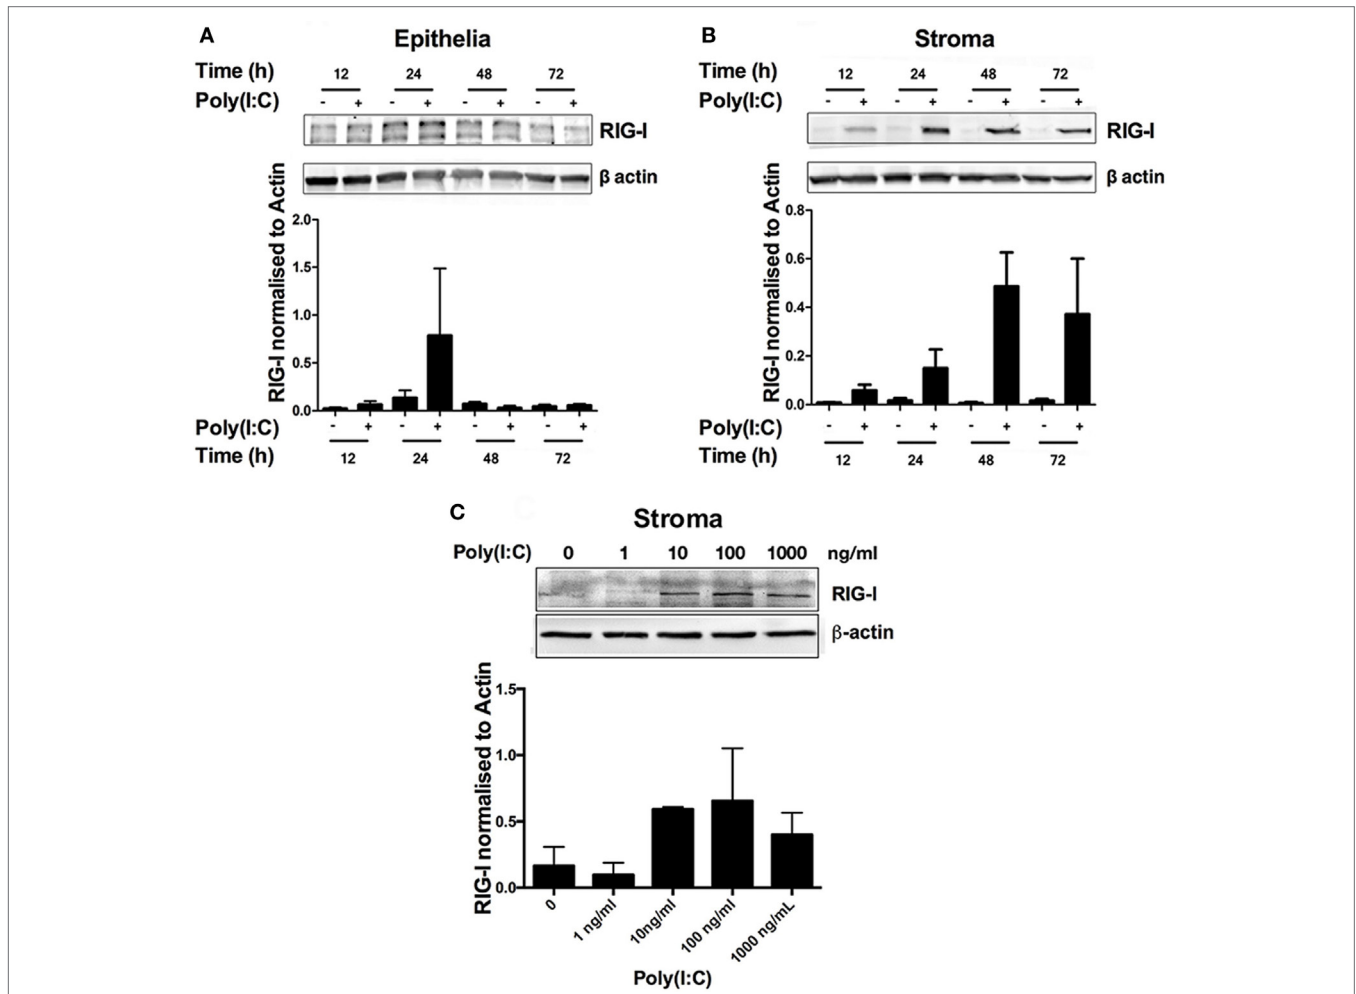 A
Epithelia
Time (h) 12 24 48 72
Poly(I:C) - + - + - + - +
RIG-I
β actin
RIG-I normalised to Actin
2.0
1.5
1.0
0.5
0.0
Poly(I:C) - + - + - + - +
Time (h) 12 24 48 72
B
Stroma
Time (h) 12 24 48 72
Poly(I:C) - + - + - + - +
RIG-I
β actin
RIG-I normalised to Actin
0.8
0.6
0.4
0.2
0.0
Poly(I:C) - + - + - + - +
Time (h) 12 24 48 72
C
Stroma
Poly(I:C) 0 1 10 100 1000 ng/ml
RIG-I
β-actin
RIG-I normalised to Actin
1.5
1.0
0.5
0.0
0 1 ng/ml 10ng/ml 100 ng/ml 1000 ng/mL
Poly(I:C)